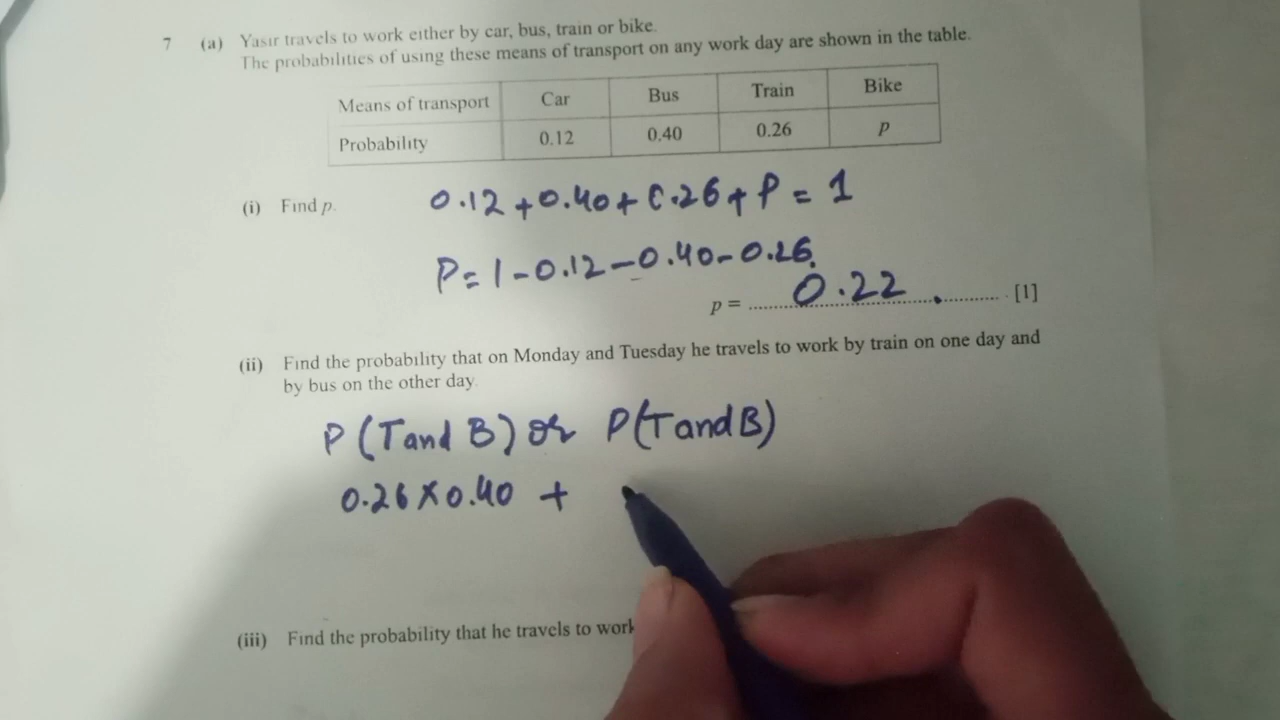 7 (a) Yasir travels to work either by car, bus, train or bike.
The probabilities of using these means of transport on any work day are shown in the table.
Means of transport Car Bus Train Bike
Probability 0.12 0.40 0.26 p
(i) Find p.
0.12 + 0.40 + 0.26 + P = 1
P = 1 - 0.12 - 0.40 - 0.26.
p = 0.22 [1]
(ii) Find the probability that on Monday and Tuesday he travels to work by train on one day and
by bus on the other day.
P (T and B) or P(T and B)
0.26 × 0.40 +
(iii) Find the probability that he travels to work